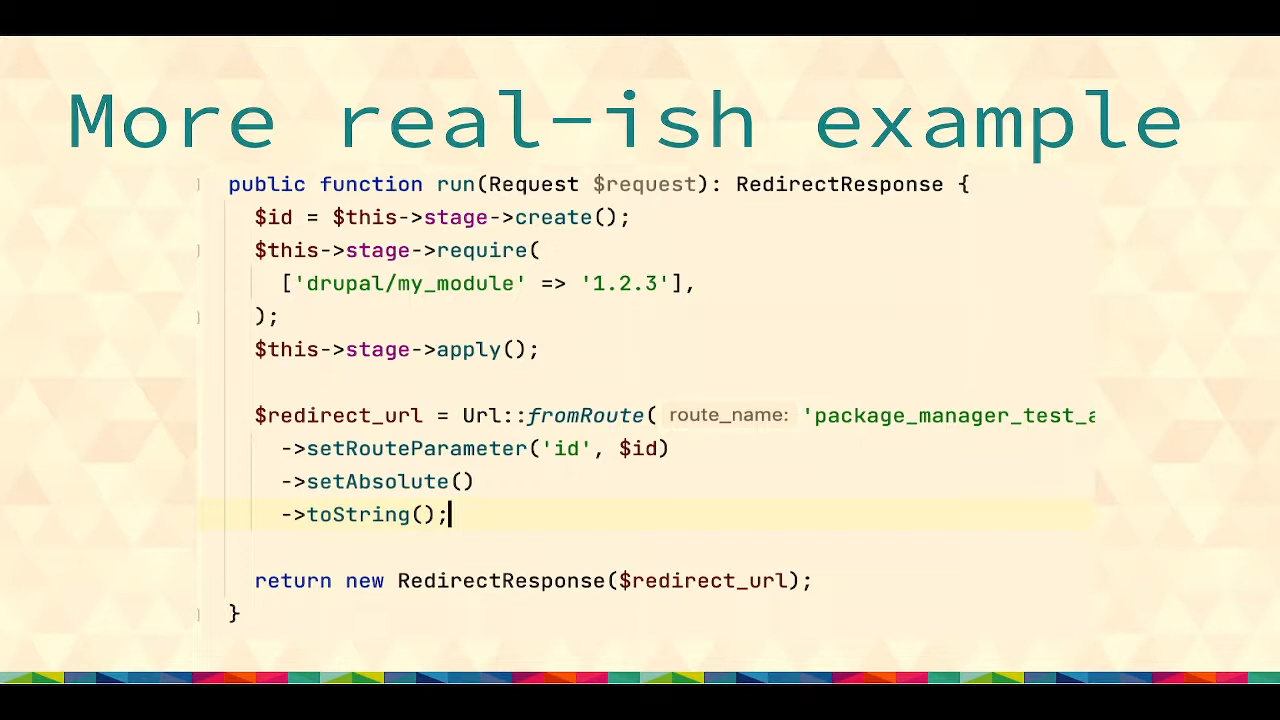 More real-ish example
public function run(Request $request): RedirectResponse {
  $id = $this->stage->create();
  $this->stage->require(
    ['drupal/my_module' => '1.2.3'],
  );
  $this->stage->apply();
  $redirect_url = Url::fromRoute( route_name: 'package_manager_test_a
    ->setRouteParameter('id', $id)
    ->setAbsolute()
    ->toString();
  return new RedirectResponse($redirect_url);
}